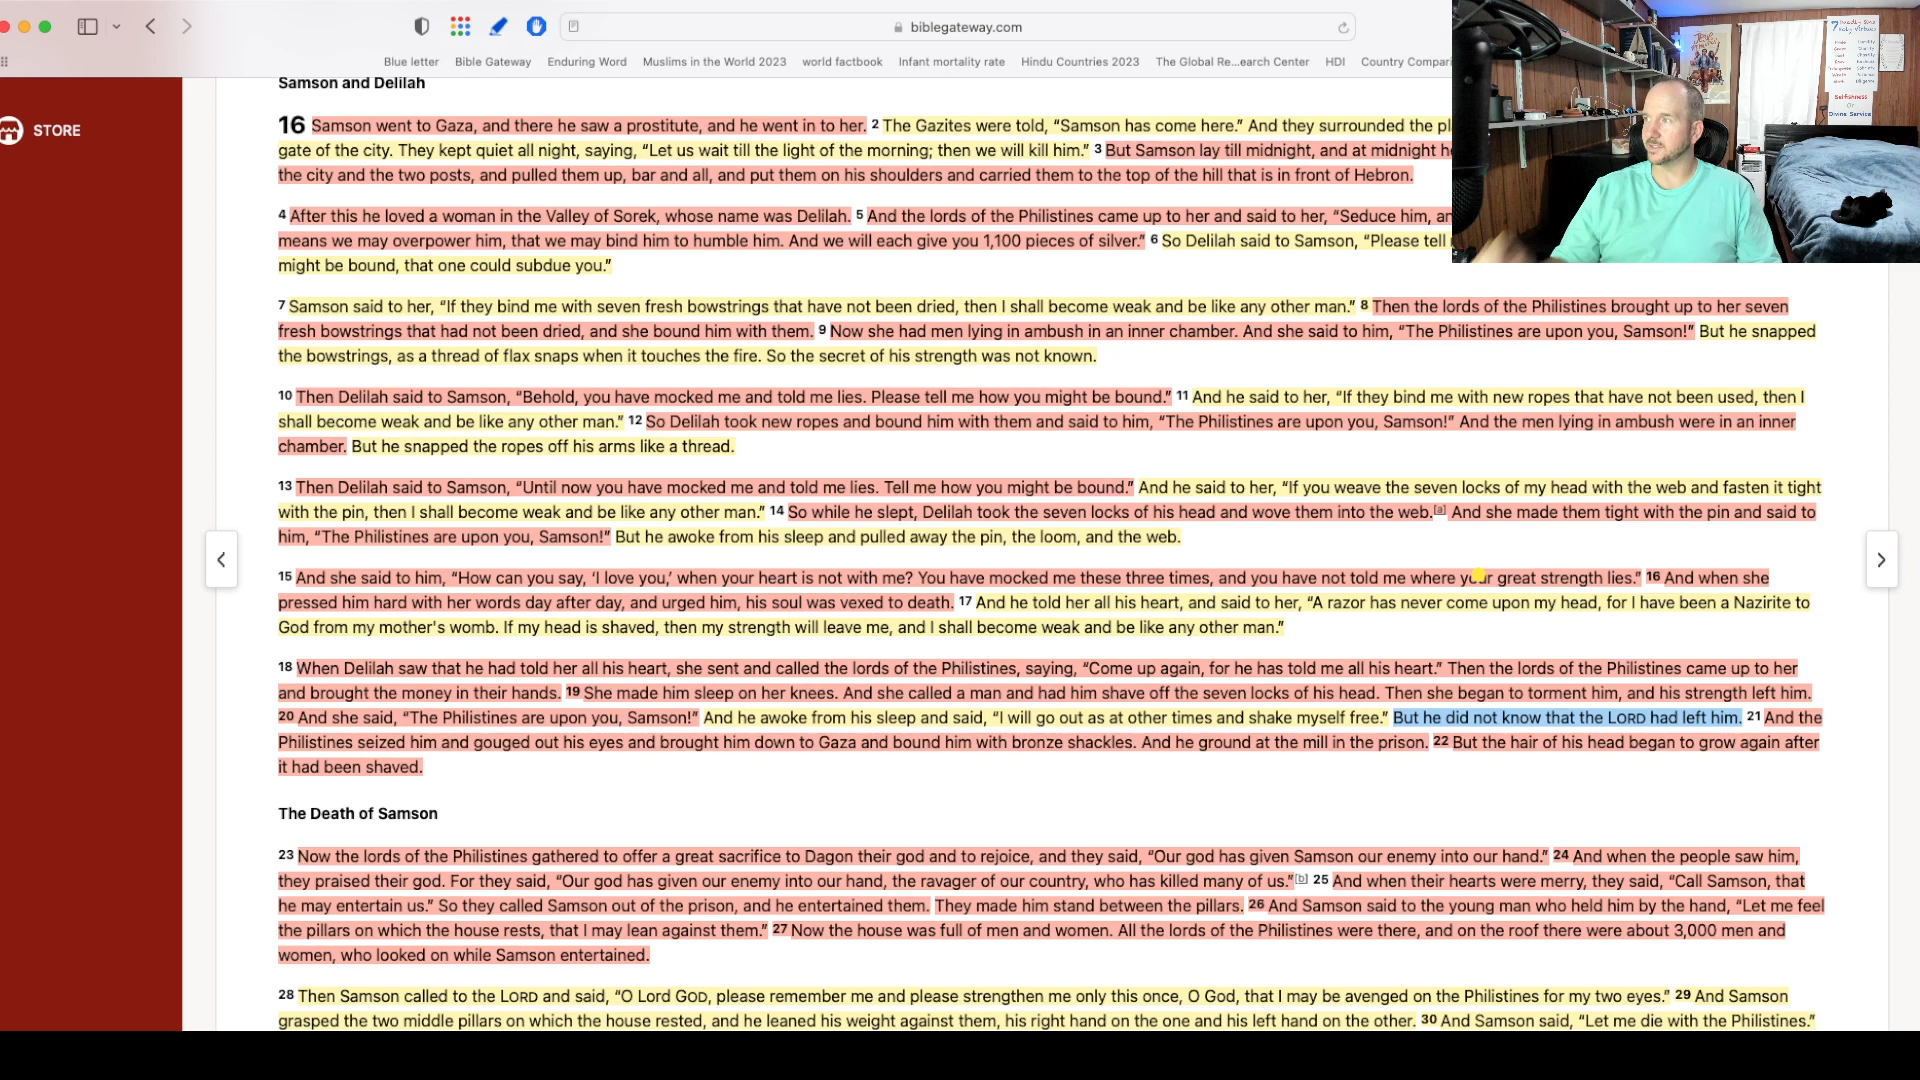 biblegateway.com
Blue letter Bible Gateway Enduring Word Muslims in the World 2023 world factbook Infant mortality rate Hindu Countries 2023 The Global Re...earch Center HDI Country Compari
STORE
Samson and Delilah
16 Samson went to Gaza, and there he saw a prostitute, and he went in to her. 2 The Gazites were told, “Samson has come here.” And they surrounded the pl
gate of the city. They kept quiet all night, saying, “Let us wait till the light of the morning; then we will kill him.” 3 But Samson lay till midnight, and at midnight he
the city and the two posts, and pulled them up, bar and all, and put them on his shoulders and carried them to the top of the hill that is in front of Hebron.
4 After this he loved a woman in the Valley of Sorek, whose name was Delilah. 5 And the lords of the Philistines came up to her and said to her, “Seduce him, an
means we may overpower him, that we may bind him to humble him. And we will each give you 1,100 pieces of silver.” 6 So Delilah said to Samson, “Please tell
might be bound, that one could subdue you.”
7 Samson said to her, “If they bind me with seven fresh bowstrings that have not been dried, then I shall become weak and be like any other man.” 8 Then the lords of the Philistines brought up to her seven
fresh bowstrings that had not been dried, and she bound him with them. 9 Now she had men lying in ambush in an inner chamber. And she said to him, “The Philistines are upon you, Samson!” But he snapped
the bowstrings, as a thread of flax snaps when it touches the fire. So the secret of his strength was not known.
10 Then Delilah said to Samson, “Behold, you have mocked me and told me lies. Please tell me how you might be bound.” 11 And he said to her, “If they bind me with new ropes that have not been used, then I
shall become weak and be like any other man.” 12 So Delilah took new ropes and bound him with them and said to him, “The Philistines are upon you, Samson!” And the men lying in ambush were in an inner
chamber. But he snapped the ropes off his arms like a thread.
13 Then Delilah said to Samson, “Until now you have mocked me and told me lies. Tell me how you might be bound.” And he said to her, “If you weave the seven locks of my head with the web and fasten it tight
with the pin, then I shall become weak and be like any other man.” 14 So while he slept, Delilah took the seven locks of his head and wove them into the web.[a] And she made them tight with the pin and said to
him, “The Philistines are upon you, Samson!” But he awoke from his sleep and pulled away the pin, the loom, and the web.
15 And she said to him, “How can you say, ‘I love you,’ when your heart is not with me? You have mocked me these three times, and you have not told me where your great strength lies.” 16 And when she
pressed him hard with her words day after day, and urged him, his soul was vexed to death. 17 And he told her all his heart, and said to her, “A razor has never come upon my head, for I have been a Nazirite to
God from my mother's womb. If my head is shaved, then my strength will leave me, and I shall become weak and be like any other man.”
18 When Delilah saw that he had told her all his heart, she sent and called the lords of the Philistines, saying, “Come up again, for he has told me all his heart.” Then the lords of the Philistines came up to her
and brought the money in their hands. 19 She made him sleep on her knees. And she called a man and had him shave off the seven locks of his head. Then she began to torment him, and his strength left him.
20 And she said, “The Philistines are upon you, Samson!” And he awoke from his sleep and said, “I will go out as at other times and shake myself free.” But he did not know that the LORD had left him. 21 And the
Philistines seized him and gouged out his eyes and brought him down to Gaza and bound him with bronze shackles. And he ground at the mill in the prison. 22 But the hair of his head began to grow again after
it had been shaved.
The Death of Samson
23 Now the lords of the Philistines gathered to offer a great sacrifice to Dagon their god and to rejoice, and they said, “Our god has given Samson our enemy into our hand.” 24 And when the people saw him,
they praised their god. For they said, “Our god has given our enemy into our hand, the ravager of our country, who has killed many of us.”[b] 25 And when their hearts were merry, they said, “Call Samson, that
he may entertain us.” So they called Samson out of the prison, and he entertained them. They made him stand between the pillars. 26 And Samson said to the young man who held him by the hand, “Let me feel
the pillars on which the house rests, that I may lean against them.” 27 Now the house was full of men and women. All the lords of the Philistines were there, and on the roof there were about 3,000 men and
women, who looked on while Samson entertained.
28 Then Samson called to the LORD and said, “O Lord GOD, please remember me and please strengthen me only this once, O God, that I may be avenged on the Philistines for my two eyes.” 29 And Samson
grasped the two middle pillars on which the house rested, and he leaned his weight against them, his right hand on the one and his left hand on the other. 30 And Samson said, “Let me die with the Philistines.”
Selfishness
Or
Divine Service